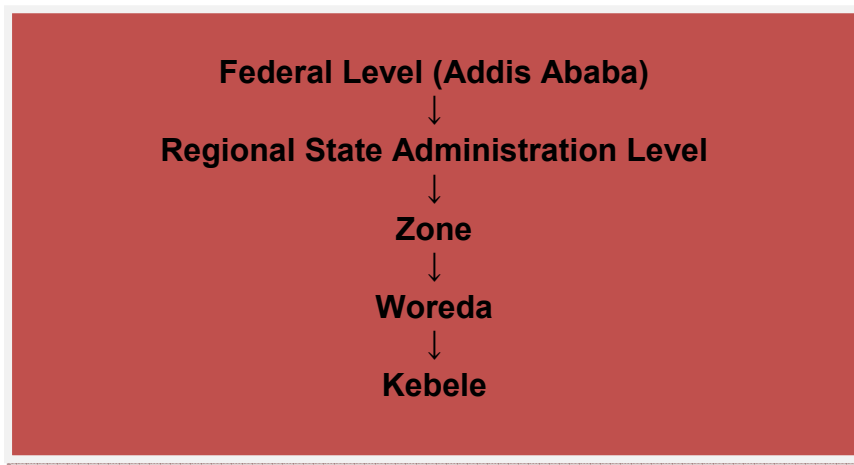 Federal Level (Addis Ababa)
↓
Regional State Administration Level
↓
Zone
↓
Woreda
↓
Kebele